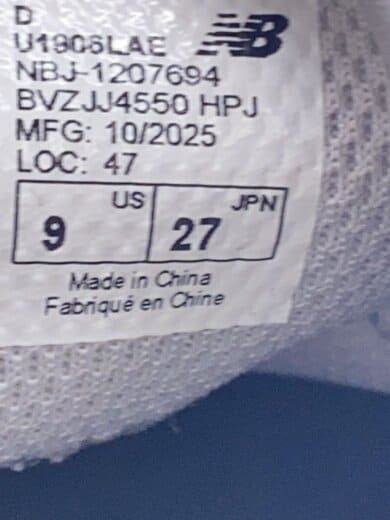 D
U1906LAE
NBJ-1207694
BVZJJ4550 HPJ
MFG: 10/2025
LOC: 47
US JPN
9 27
Made in China
Fabriqué en Chine